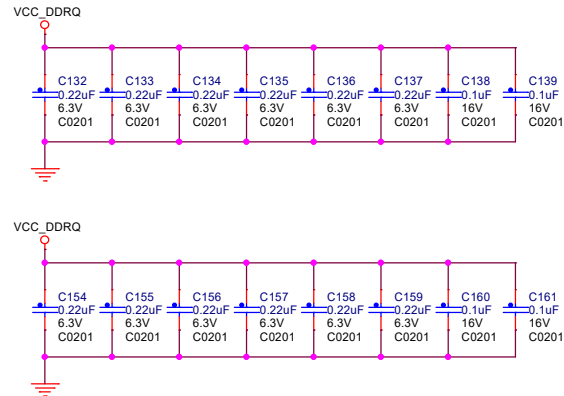 VCC_DDRQ
C132 C133 C134 C135 C136 C137 C138 C139
0.22uF 0.22uF 0.22uF 0.22uF 0.22uF 0.22uF 0.1uF 0.1uF
6.3V 6.3V 6.3V 6.3V 6.3V 6.3V 16V 16V
C0201 C0201 C0201 C0201 C0201 C0201 C0201 C0201
VCC_DDRQ
C154 C155 C156 C157 C158 C159 C160 C161
0.22uF 0.22uF 0.22uF 0.22uF 0.22uF 0.22uF 0.1uF 0.1uF
6.3V 6.3V 6.3V 6.3V 6.3V 6.3V 16V 16V
C0201 C0201 C0201 C0201 C0201 C0201 C0201 C0201